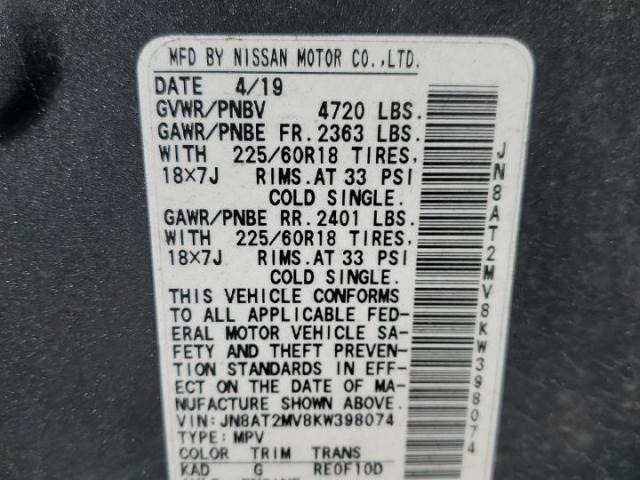 MFD BY NISSAN MOTOR CO.,LTD.
DATE 4/19
GVWR/PNBV 4720 LBS.
GAWR/PNBE FR. 2363 LBS.
WITH 225/60R18 TIRES,
18×7J RIMS. AT 33 PSI
COLD SINGLE.
GAWR/PNBE RR. 2401 LBS.
WITH 225/60R18 TIRES,
18×7J RIMS. AT 33 PSI
COLD SINGLE.
THIS VEHICLE CONFORMS
TO ALL APPLICABLE FED-
ERAL MOTOR VEHICLE SA-
FETY AND THEFT PREVEN-
TION STANDARDS IN EFF-
ECT ON THE DATE OF MA-
NUFACTURE SHOWN ABOVE.
VIN: JN8AT2MV8KW398074
TYPE: MPV
COLOR TRIM TRANS
KAD G RE0F10D
JN8AT2MV8KW398074